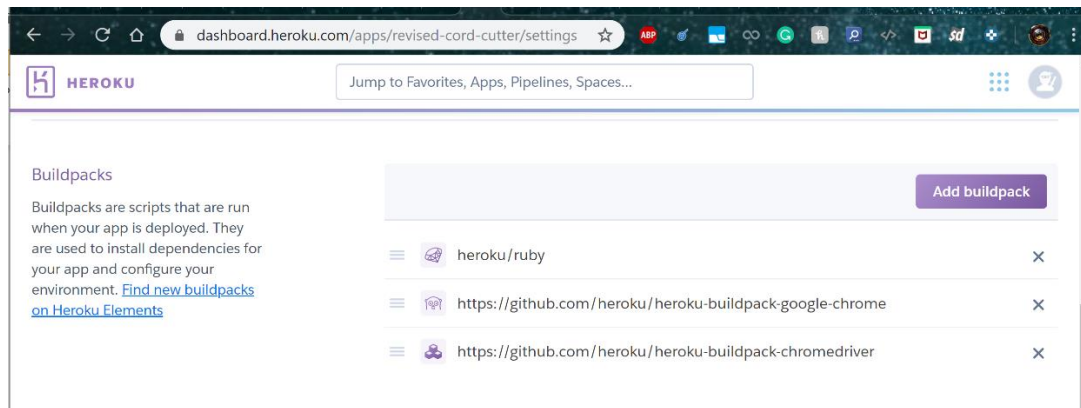 dashboard.heroku.com/apps/revised-cord-cutter/settings
ABP
sd
HEROKU
Jump to Favorites, Apps, Pipelines, Spaces...
Buildpacks
Buildpacks are scripts that are run
when your app is deployed. They
are used to install dependencies for
your app and configure your
environment. Find new buildpacks
on Heroku Elements
Add buildpack
heroku/ruby
https://github.com/heroku/heroku-buildpack-google-chrome
https://github.com/heroku/heroku-buildpack-chromedriver